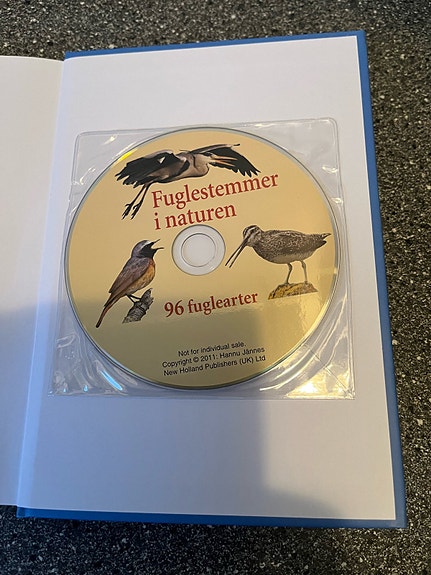 Fuglestemmer
i naturen
96 fuglearter
Not for individual sale.
Copyright © 2011: Hannu Jännes
New Holland Publishers (UK) Ltd